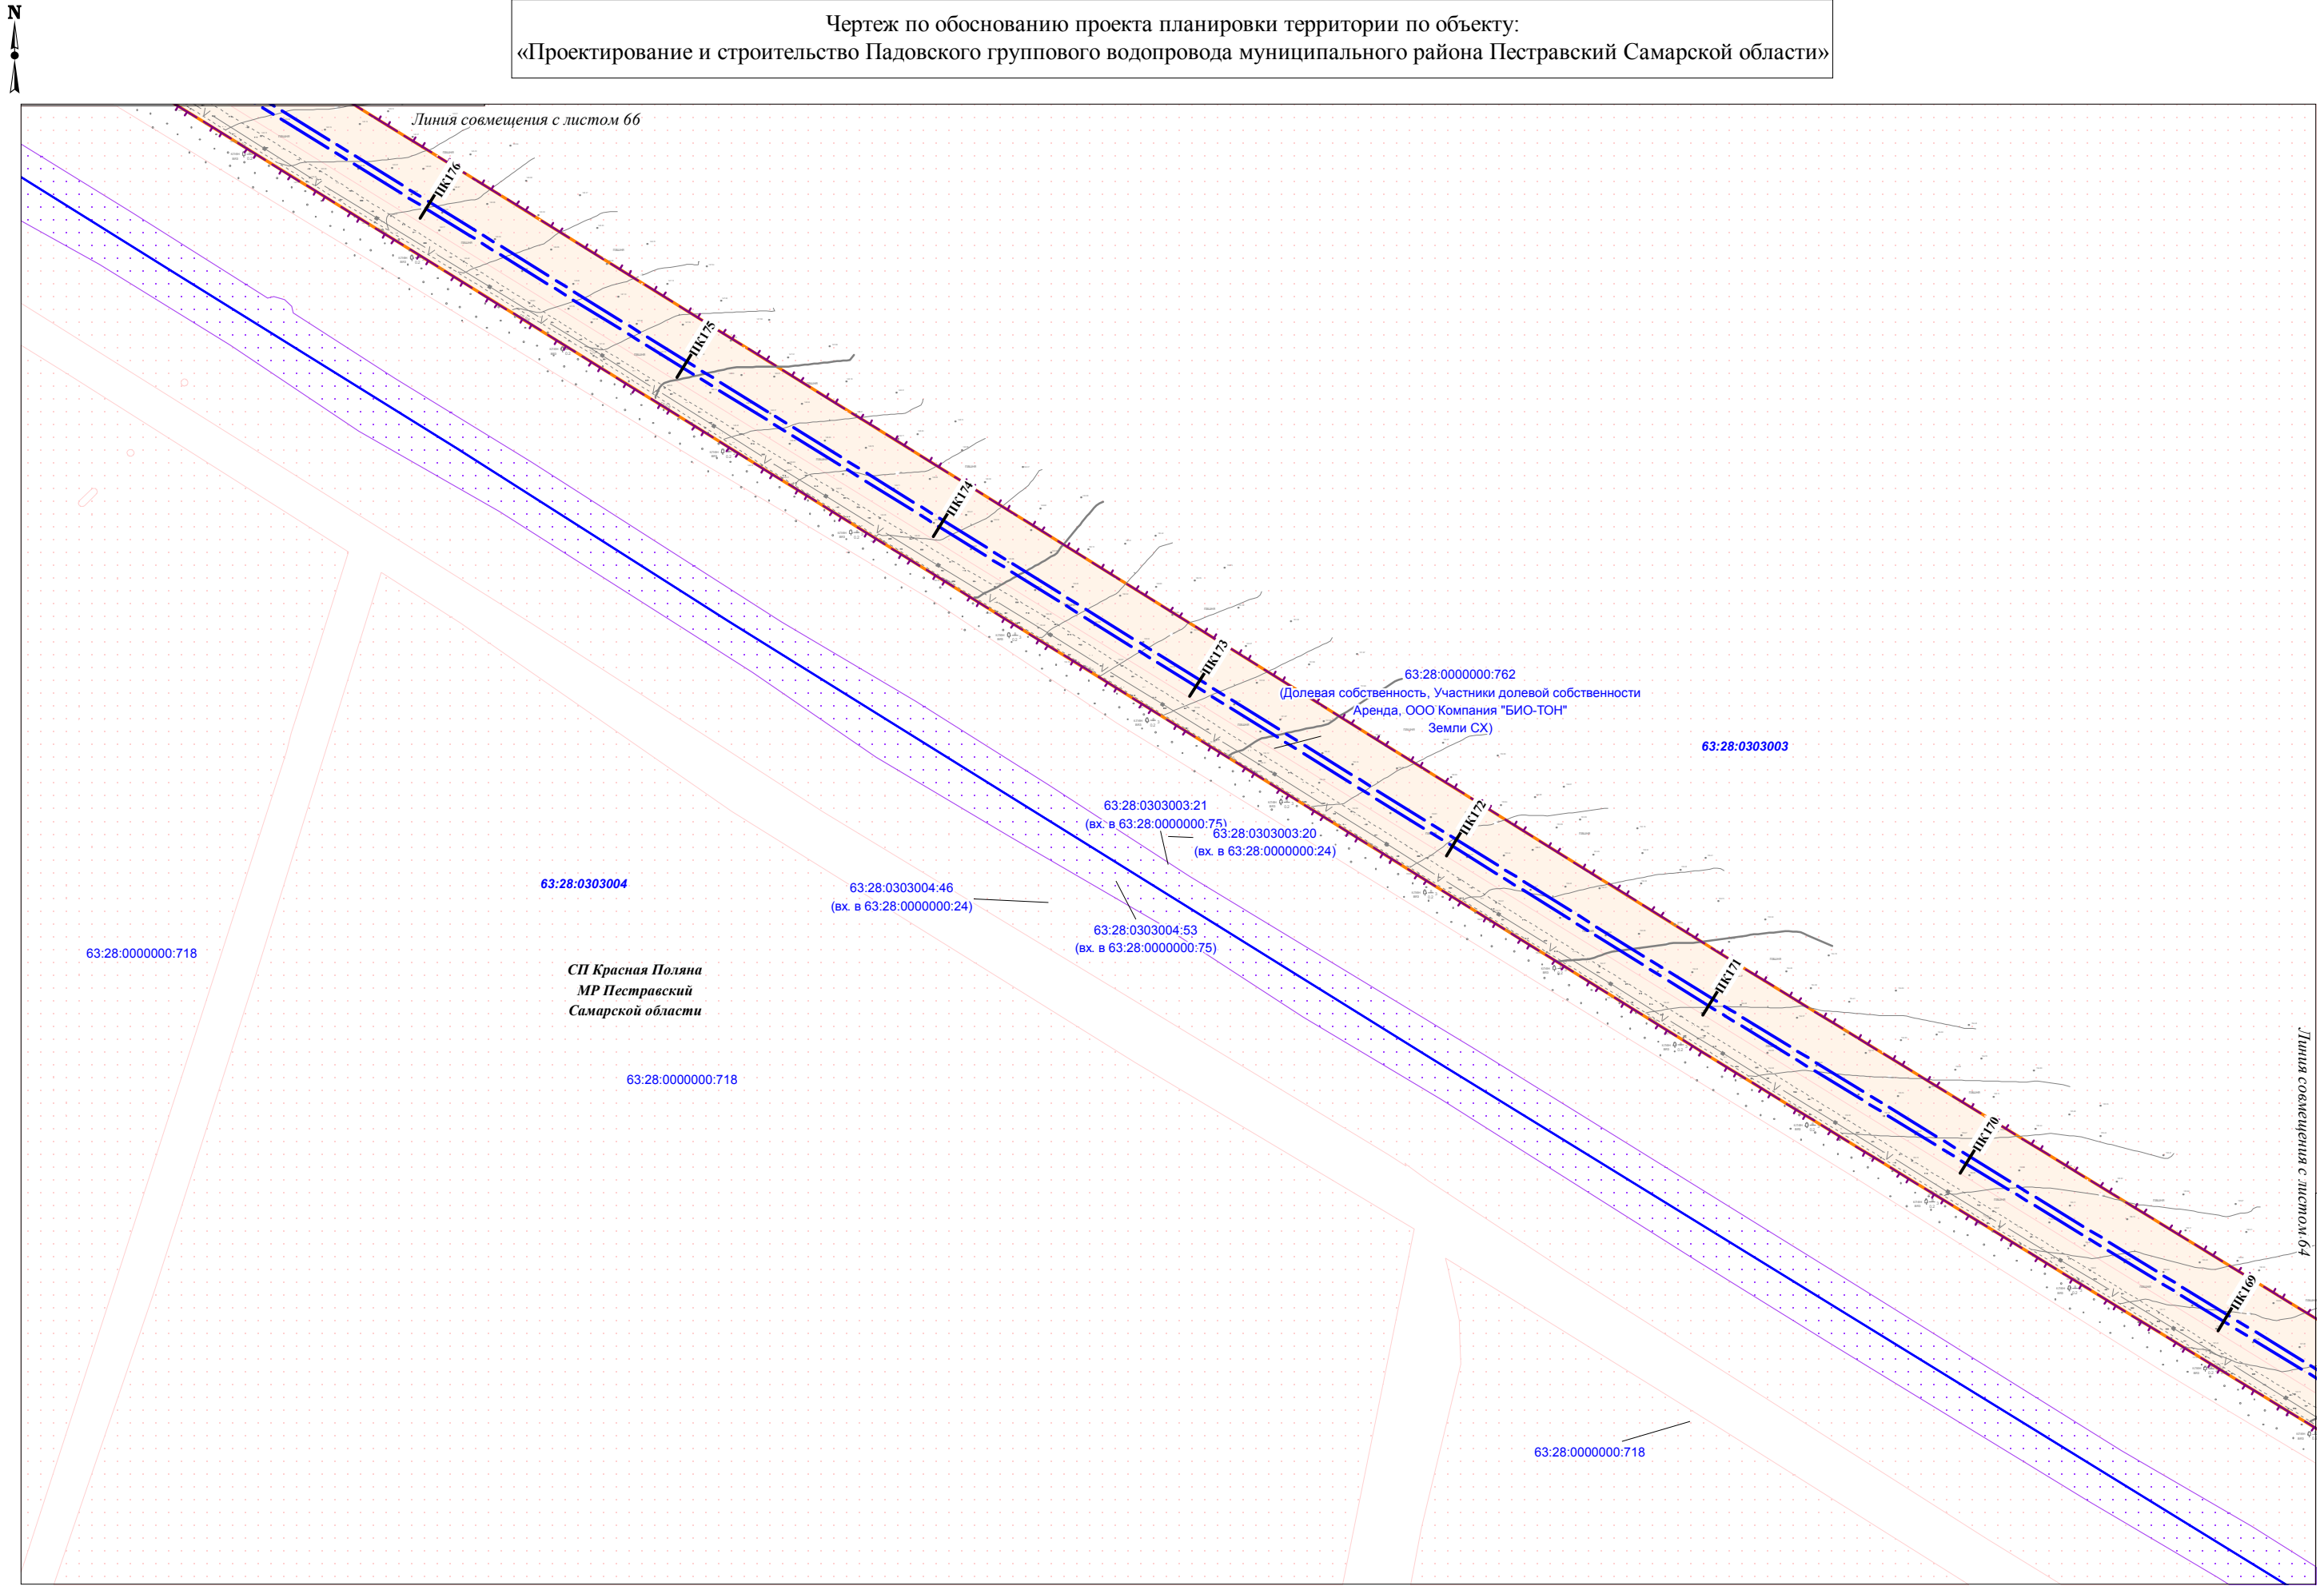 N
Чертеж по обоснованию проекта планировки территории по объекту:
«Проектирование и строительство Падовского группового водопровода муниципального района Пестравский Самарской области»
Линия совмещения с листом 66
ПК176
ПК175
ПК174
ПК173
63:28:0000000:762
(Долевая собственность, Участники долевой собственности
Аренда, ООО Компания "БИО-ТОН"
Земли СХ)
63:28:0303003
ПК172
63:28:0303003:21
(вх. в 63:28:0000000:75)
63:28:0303003:20
(вх. в 63:28:0000000:24)
63:28:0303004
63:28:0303004:46
(вх. в 63:28:0000000:24)
63:28:0303004:53
(вх. в 63:28:0000000:75)
63:28:0000000:718
СП Красная Поляна
МР Пестравский
Самарской области
63:28:0000000:718
ПК171
ПК170
Линия совмещения с листом 64
ПК169
63:28:0000000:718